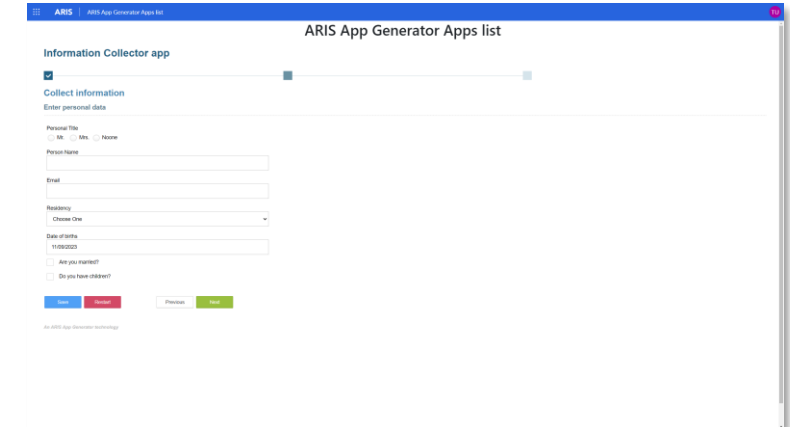 ARIS ARIS App Generator Apps list TU
ARIS App Generator Apps list
Information Collector app
Collect information
Enter personal data
Personal Title
Mr. Mrs. Noone
Person Name
Email
Residency
Choose One
Date of births
11/09/2023
Are you married?
Do you have children?
Save Restart Previous Next
An ARIS App Generator technology